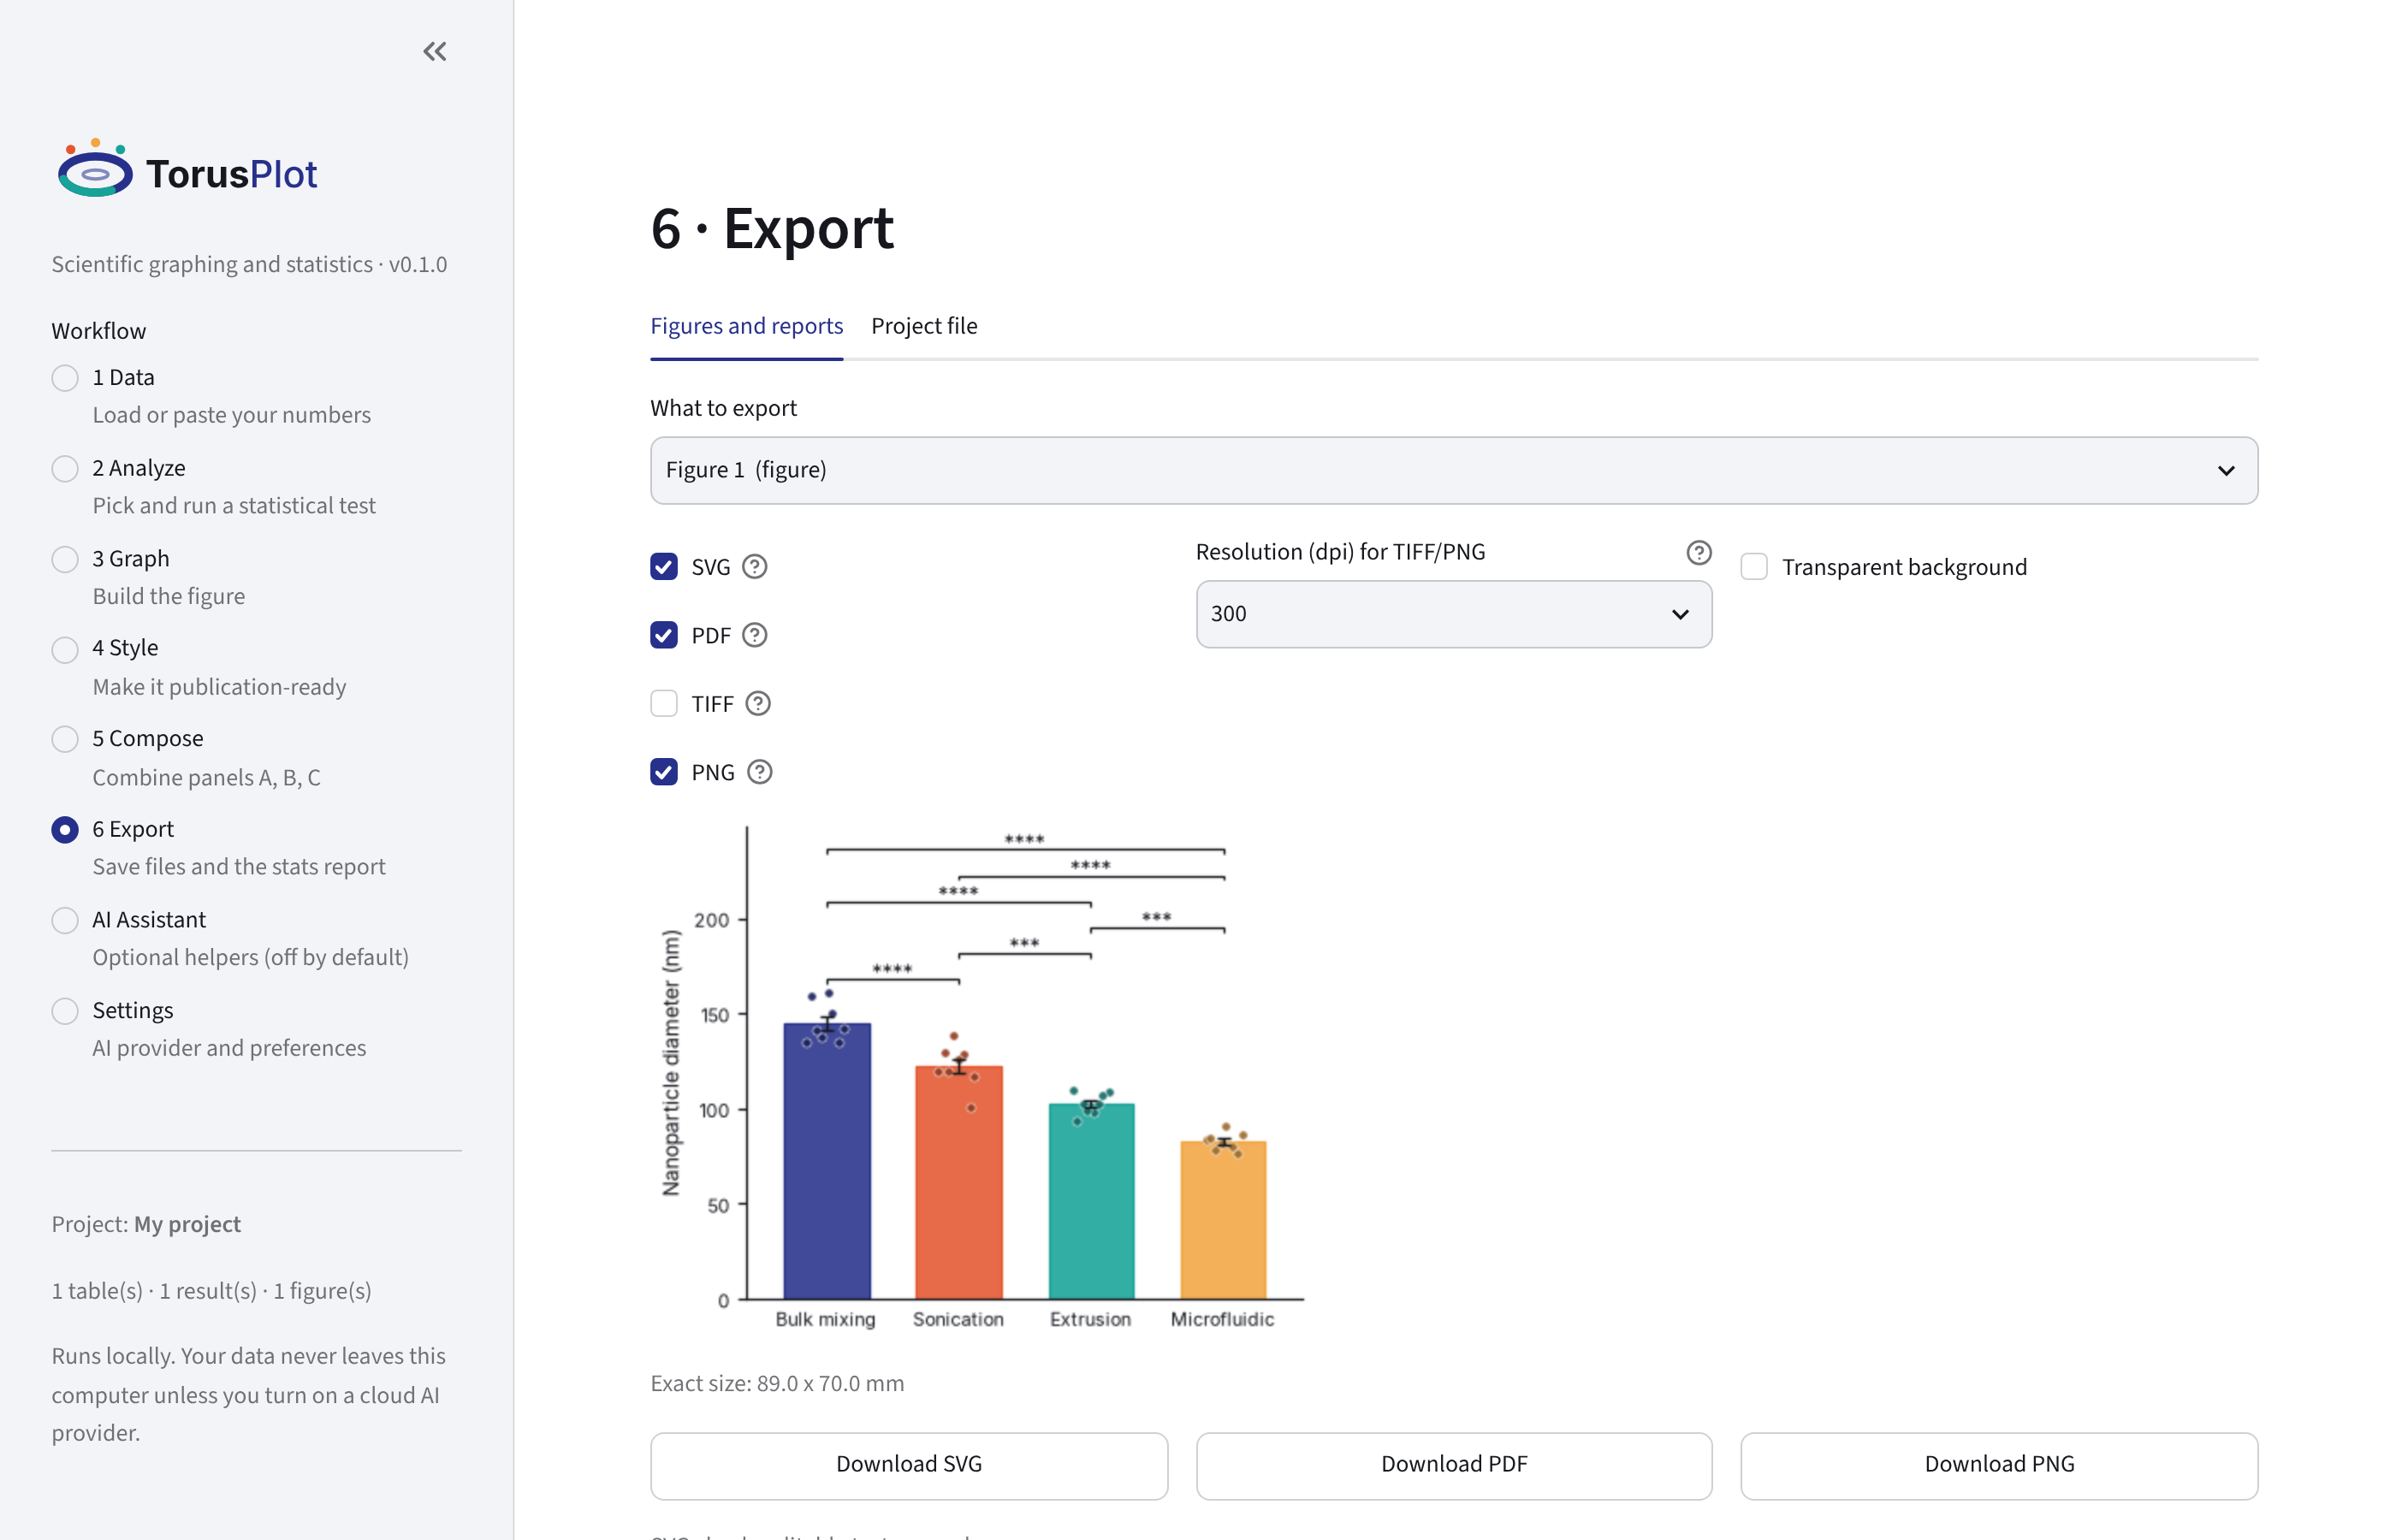 TorusPlot
Scientific graphing and statistics · v0.1.0
Workflow
1 Data
Load or paste your numbers
2 Analyze
Pick and run a statistical test
3 Graph
Build the figure
4 Style
Make it publication-ready
5 Compose
Combine panels A, B, C
6 Export
Save files and the stats report
AI Assistant
Optional helpers (off by default)
Settings
AI provider and preferences
Project: My project
1 table(s) · 1 result(s) · 1 figure(s)
Runs locally. Your data never leaves this
computer unless you turn on a cloud AI
provider.
6 · Export
Figures and reports
Project file
What to export
Figure 1 (figure)
SVG
PDF
TIFF
PNG
Resolution (dpi) for TIFF/PNG
300
Transparent background
Nanoparticle diameter (nm)
200
150
100
50
0
****
****
****
***
***
****
Bulk mixing
Sonication
Extrusion
Microfluidic
Exact size: 89.0 x 70.0 mm
Download SVG
Download PDF
Download PNG